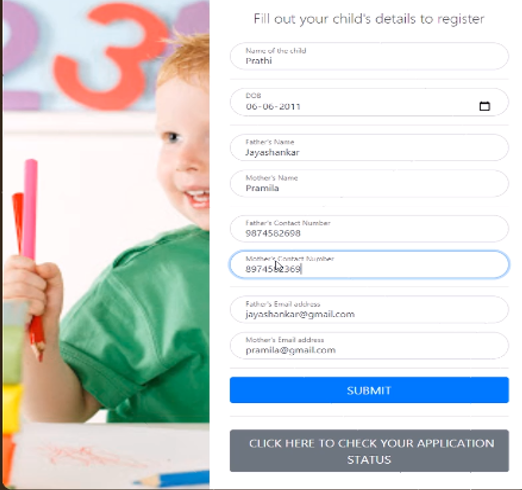 23
Fill out your child's details to register
Name of the child
Prathi
DOB
06-06-2011
Father's Name
Jayashankar
Mother's Name
Pramila
Father's Contact Number
9874582698
Mother's Contact Number
Father's Email address
jayashankar@gmail.com
Mother's Email address
pramila@gmail.com
SUBMIT
CLICK HERE TO CHECK YOUR APPLICATION
STATUS